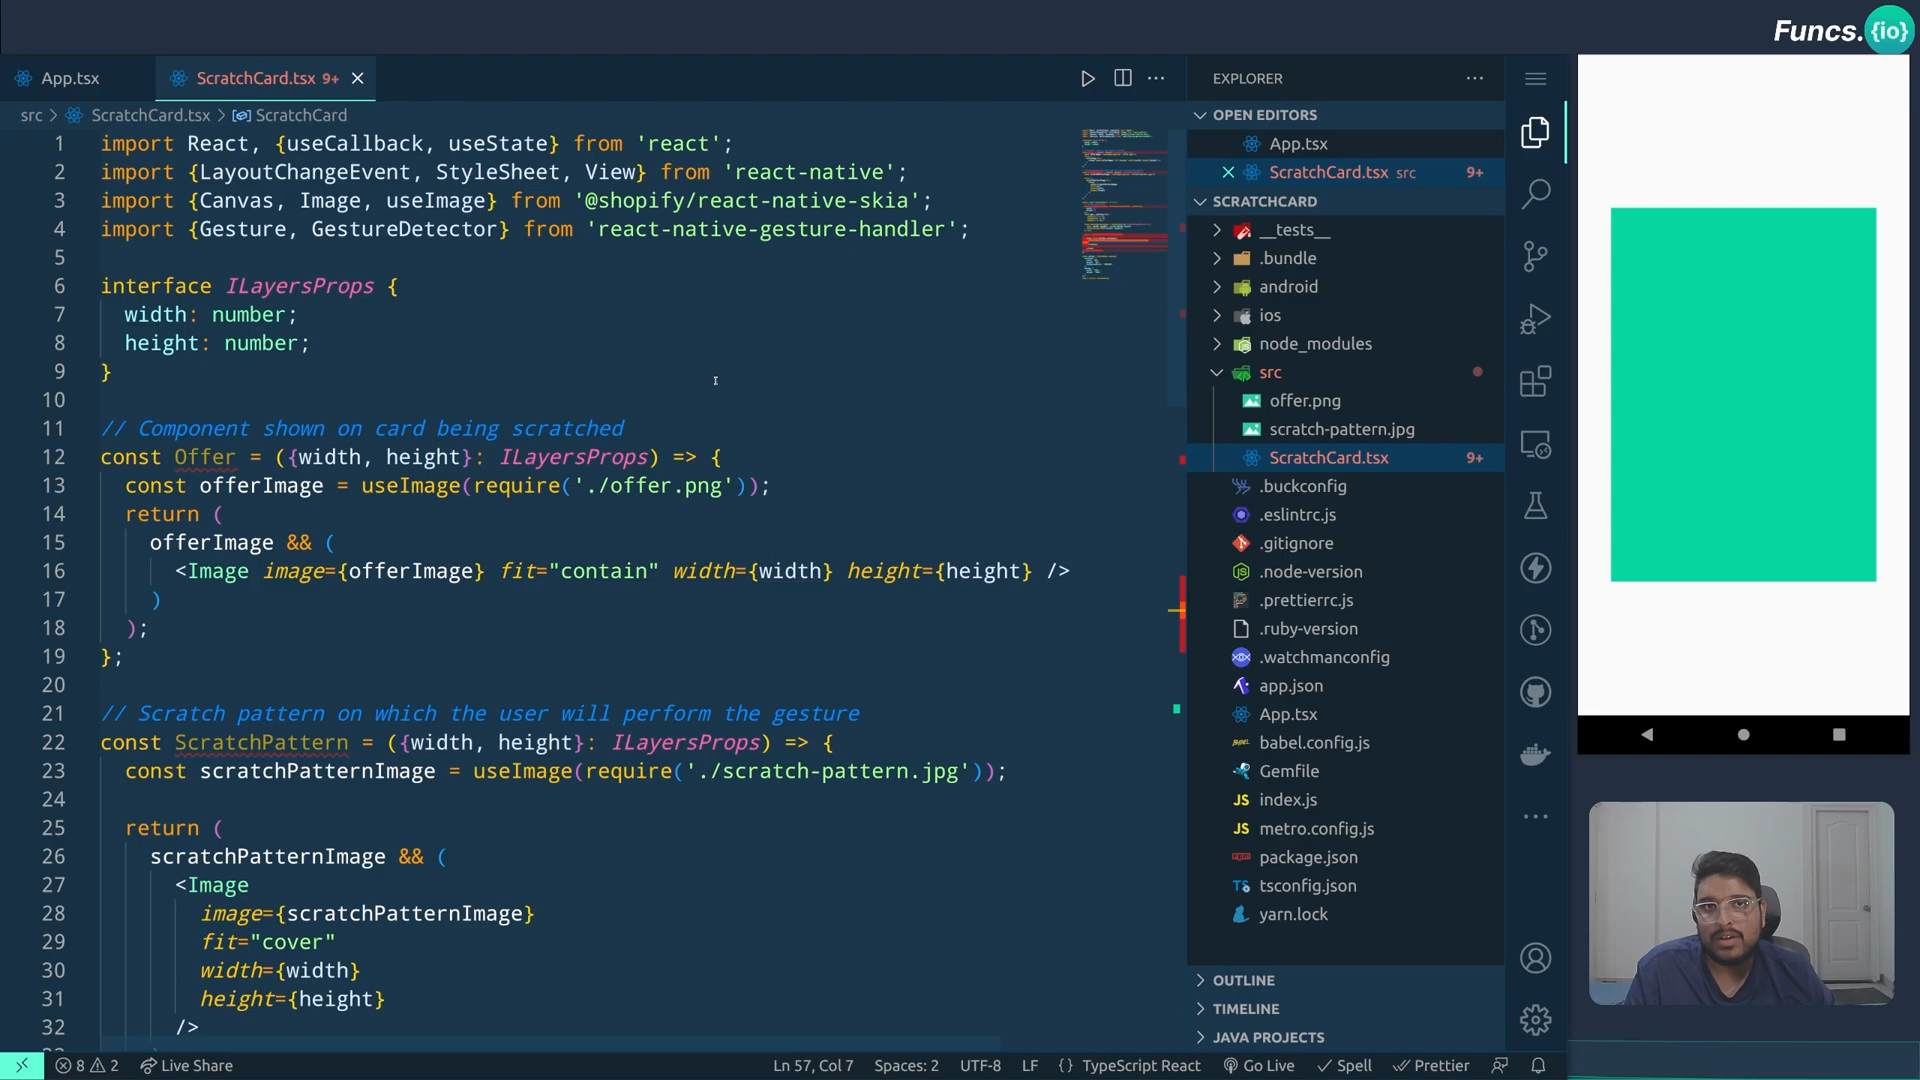 Funcs.{io}
App.tsx
ScratchCard.tsx 9+
src > ScratchCard.tsx > ScratchCard
1 import React, {useCallback, useState} from 'react';
2 import {LayoutChangeEvent, StyleSheet, View} from 'react-native';
3 import {Canvas, Image, useImage} from '@shopify/react-native-skia';
4 import {Gesture, GestureDetector} from 'react-native-gesture-handler';
5
6 interface ILayersProps {
7 width: number;
8 height: number;
9 }
10
11 // Component shown on card being scratched
12 const Offer = ({width, height}: ILayersProps) => {
13 const offerImage = useImage(require('./offer.png'));
14 return (
15 offerImage && (
16 <Image image={offerImage} fit="contain" width={width} height={height} />
17 )
18 );
19 };
20
21 // Scratch pattern on which the user will perform the gesture
22 const ScratchPattern = ({width, height}: ILayersProps) => {
23 const scratchPatternImage = useImage(require('./scratch-pattern.jpg'));
24
25 return (
26 scratchPatternImage && (
27 <Image
28 image={scratchPatternImage}
29 fit="cover"
30 width={width}
31 height={height}
32 />
EXPLORER
OPEN EDITORS
App.tsx
ScratchCard.tsx src 9+
SCRATCHCARD
__tests__
.bundle
android
ios
node_modules
src
offer.png
scratch-pattern.jpg
ScratchCard.tsx 9+
.buckconfig
.eslintrc.js
.gitignore
.node-version
.prettierrc.js
.ruby-version
.watchmanconfig
app.json
App.tsx
babel.config.js
Gemfile
index.js
metro.config.js
package.json
tsconfig.json
yarn.lock
OUTLINE
TIMELINE
JAVA PROJECTS
8 2 Live Share Ln 57, Col 7 Spaces: 2 UTF-8 LF {} TypeScript React Go Live Spell Prettier